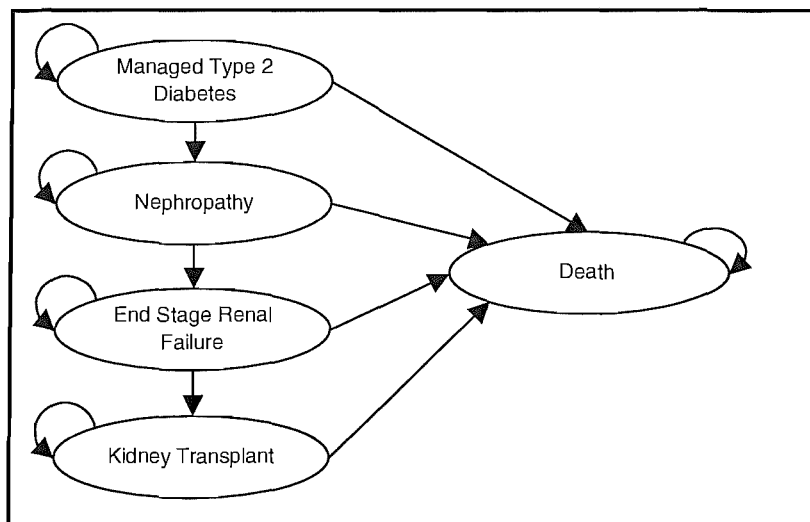 Managed Type 2
Diabetes
Nephropathy
Death
End Stage Renal
Failure
Kidney Transplant